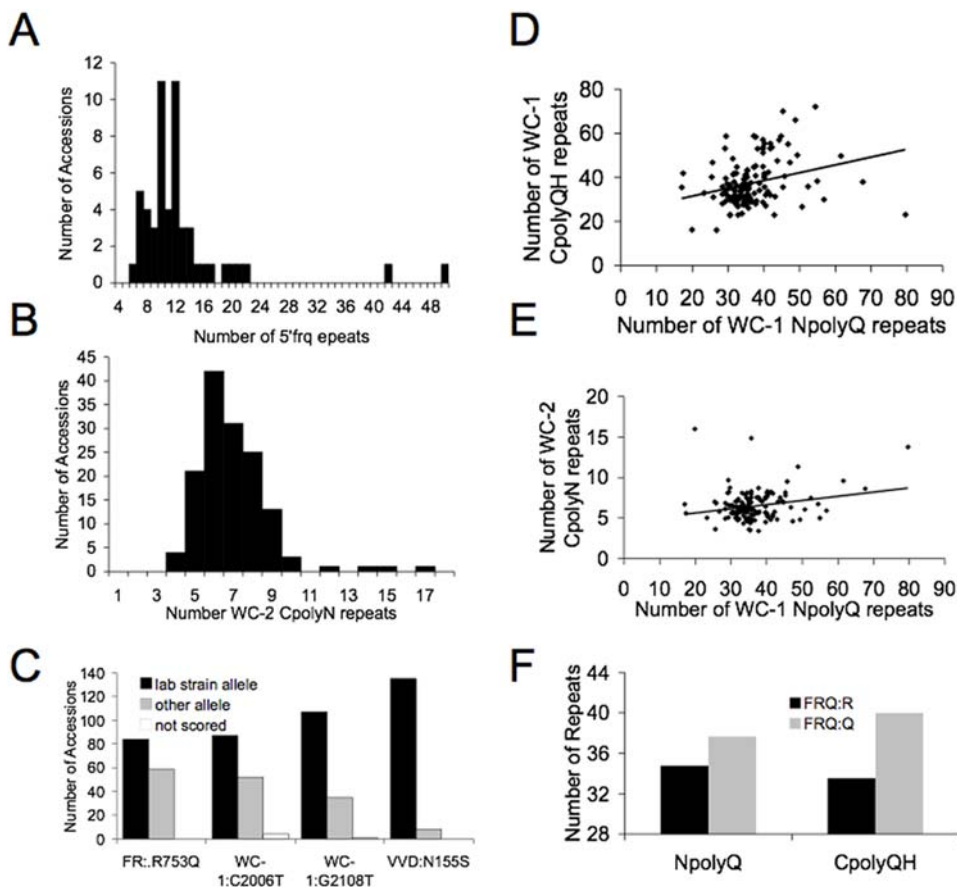 A
12
10
8
6
4
2
0
Number of Accessions
4 8 12 16 20 24 28 32 36 40 44 48
Number of 5'frq epeats
B
45
40
35
30
25
20
15
10
5
0
Number of Accessions
1 3 5 7 9 11 13 15 17
Number WC-2 CpolyN repeats
C
140
120
100
80
60
40
20
0
Number of Accessions
lab strain allele
other allele
not scored
FR:.R753Q
WC-
1:C2006T
WC-
1:G2108T
VVD:N155S
D
80
60
40
20
0
Number of WC-1
CpolyQH repeats
0 10 20 30 40 50 60 70 80 90
Number of WC-1 NpolyQ repeats
E
20
15
10
5
0
Number of WC-2
CpolyN repeats
0 10 20 30 40 50 60 70 80 90
Number of WC-1 NpolyQ repeats
F
44
40
36
32
28
Number of Repeats
FRQ:R
FRQ:Q
NpolyQ
CpolyQH